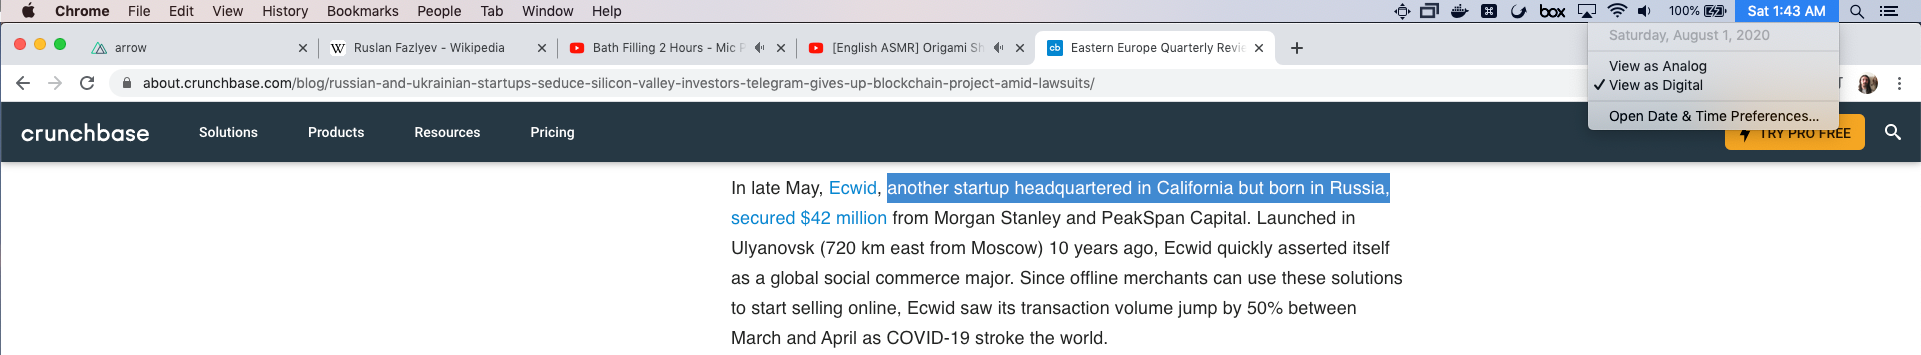 Chrome File Edit View History Bookmarks People Tab Window Help box 100% Sat 1:43 AM
Saturday, August 1, 2020
View as Analog
✓ View as Digital
Open Date & Time Preferences...
arrow
W Ruslan Fazlyev - Wikipedia
Bath Filling 2 Hours - Mic
[English ASMR] Origami Sh
cb Eastern Europe Quarterly Revie
about.crunchbase.com/blog/russian-and-ukrainian-startups-seduce-silicon-valley-investors-telegram-gives-up-blockchain-project-amid-lawsuits/
crunchbase Solutions Products Resources Pricing TRY PRO FREE
In late May, Ecwid, another startup headquartered in California but born in Russia,
secured $42 million from Morgan Stanley and PeakSpan Capital. Launched in
Ulyanovsk (720 km east from Moscow) 10 years ago, Ecwid quickly asserted itself
as a global social commerce major. Since offline merchants can use these solutions
to start selling online, Ecwid saw its transaction volume jump by 50% between
March and April as COVID-19 stroke the world.